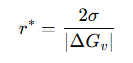 r* = 2σ / |ΔG_v|